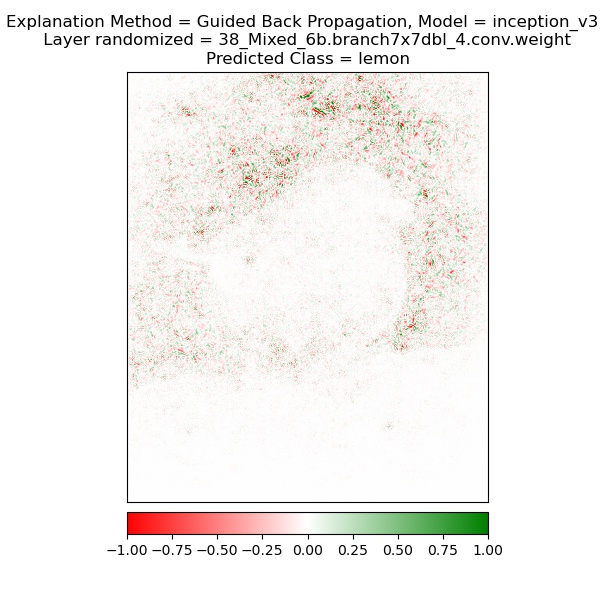 Explanation Method = Guided Back Propagation, Model = inception_v3
Layer randomized = 38_Mixed_6b.branch7x7dbl_4.conv.weight
Predicted Class = lemon
−1.00 −0.75 −0.50 −0.25 0.00 0.25 0.50 0.75 1.00